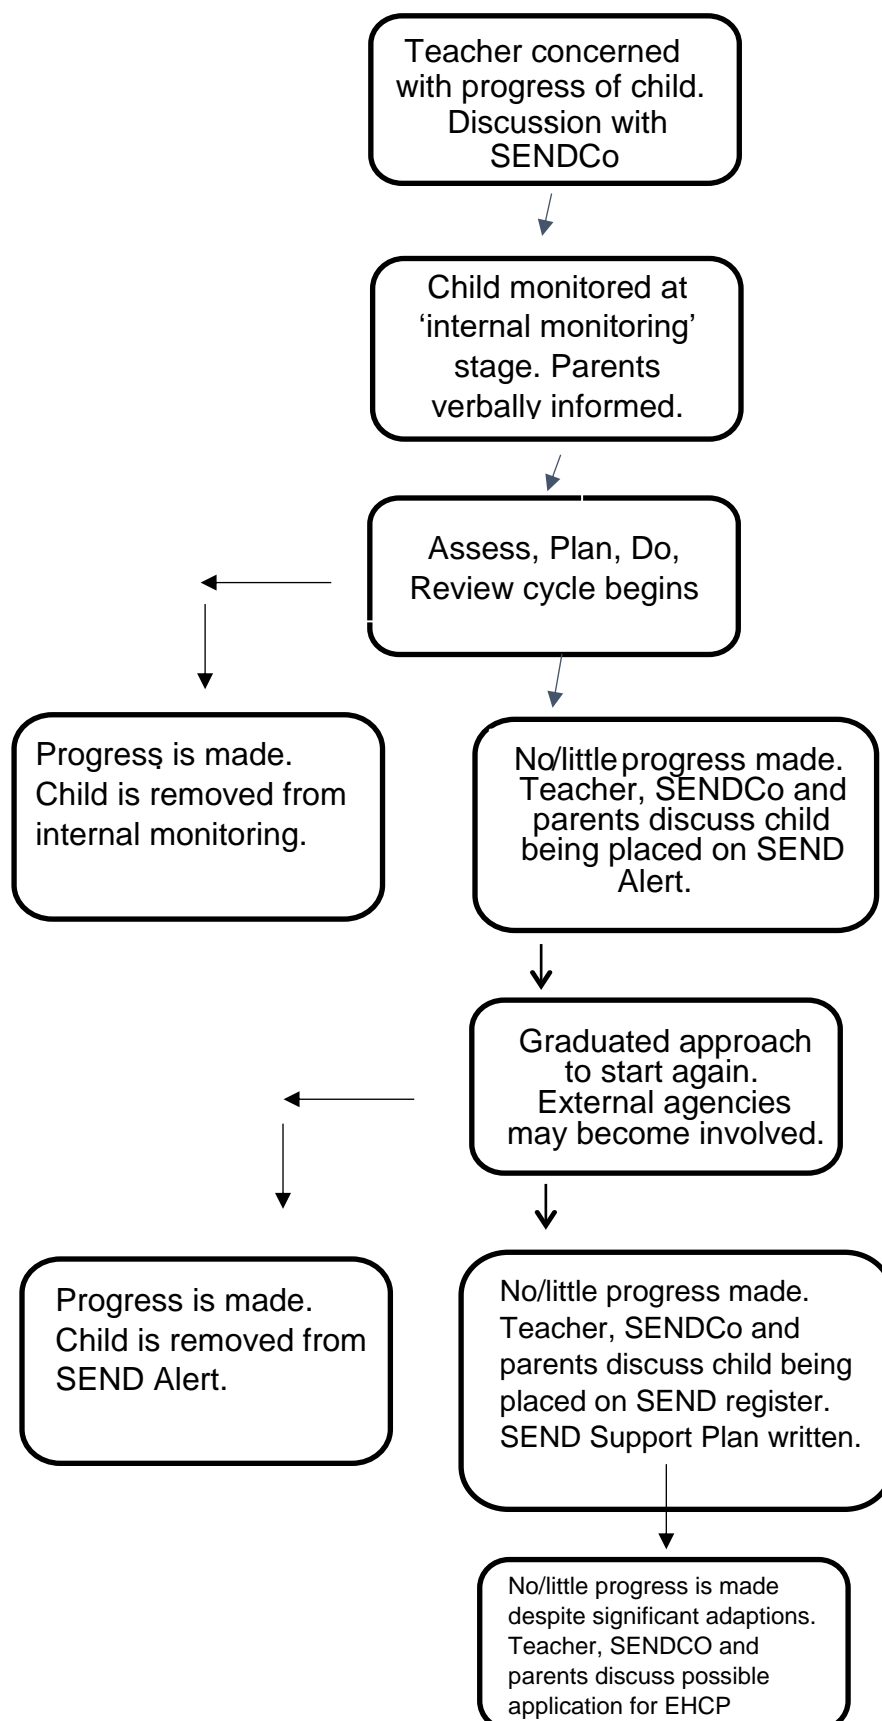 Teacher concerned
with progress of child.
Discussion with
SENDCo
Child monitored at
‘internal monitoring’
stage. Parents
verbally informed.
Assess, Plan, Do,
Review cycle begins
Progress is made.
Child is removed from
internal monitoring.
No/little progress made.
Teacher, SENDCo and
parents discuss child
being placed on SEND
Alert.
Graduated approach
to start again.
External agencies
may become involved.
Progress is made.
Child is removed from
SEND Alert.
No/little progress made.
Teacher, SENDCo and
parents discuss child being
placed on SEND register.
SEND Support Plan written.
No/little progress is made
despite significant adaptions.
Teacher, SENDCO and
parents discuss possible
application for EHCP